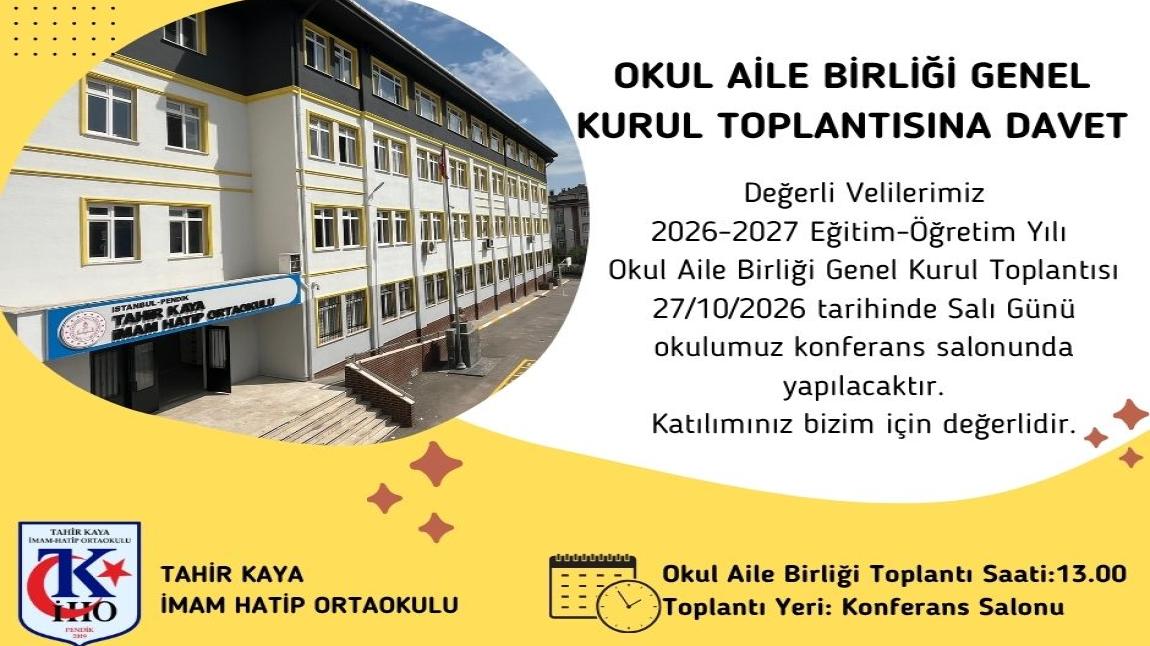 OKUL AİLE BİRLİĞİ GENEL
KURUL TOPLANTISINA DAVET
Değerli Velilerimiz
2026-2027 Eğitim-Öğretim Yılı
Okul Aile Birliği Genel Kurul Toplantısı
27/10/2026 tarihinde Salı Günü
okulumuz konferans salonunda
yapılacaktır.
Katılımınız bizim için değerlidir.
İSTANBUL-PENDİK
TAHİR KAYA
İMAM HATİP ORTAOKULU
TAHİR KAYA
İMAM-HATİP ORTAOKULU
TK
İHO
PENDİK
2019
TAHİR KAYA
İMAM HATİP ORTAOKULU
Okul Aile Birliği Toplantı Saati:13.00
Toplantı Yeri: Konferans Salonu